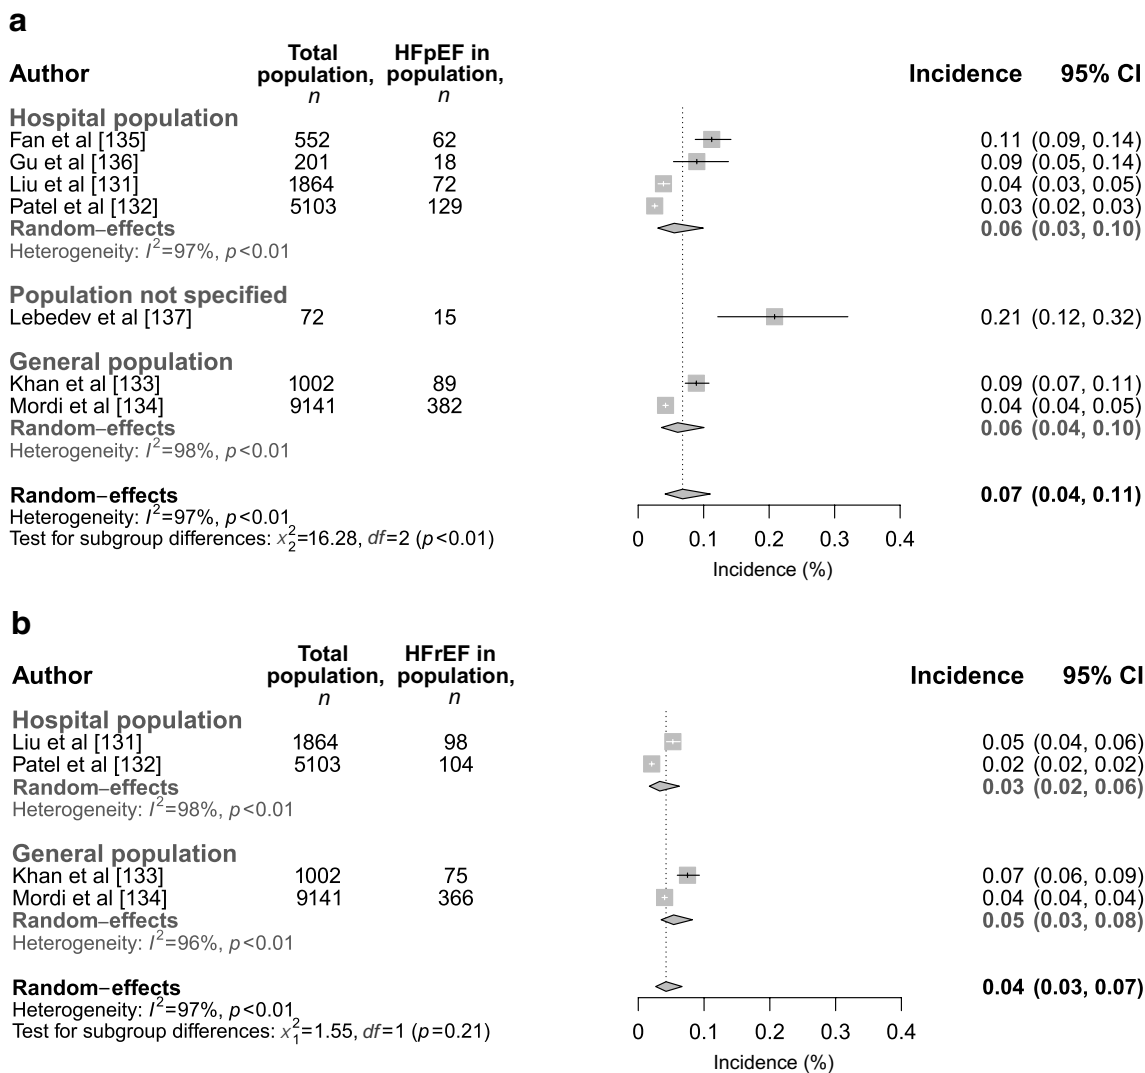 a
Author Total population, n HFpEF in population, n Incidence 95% CI
Hospital population
Fan et al [135] 552 62 0.11 (0.09, 0.14)
Gu et al [136] 201 18 0.09 (0.05, 0.14)
Liu et al [131] 1864 72 0.04 (0.03, 0.05)
Patel et al [132] 5103 129 0.03 (0.02, 0.03)
Random−effects 0.06 (0.03, 0.10)
Heterogeneity: I²=97%, p<0.01
Population not specified
Lebedev et al [137] 72 15 0.21 (0.12, 0.32)
General population
Khan et al [133] 1002 89 0.09 (0.07, 0.11)
Mordi et al [134] 9141 382 0.04 (0.04, 0.05)
Random−effects 0.06 (0.04, 0.10)
Heterogeneity: I²=98%, p<0.01
Random−effects 0.07 (0.04, 0.11)
Heterogeneity: I²=97%, p<0.01
Test for subgroup differences: x²₂=16.28, df=2 (p<0.01)
0 0.1 0.2 0.3 0.4
Incidence (%)
b
Author Total population, n HFrEF in population, n Incidence 95% CI
Hospital population
Liu et al [131] 1864 98 0.05 (0.04, 0.06)
Patel et al [132] 5103 104 0.02 (0.02, 0.02)
Random−effects 0.03 (0.02, 0.06)
Heterogeneity: I²=98%, p<0.01
General population
Khan et al [133] 1002 75 0.07 (0.06, 0.09)
Mordi et al [134] 9141 366 0.04 (0.04, 0.04)
Random−effects 0.05 (0.03, 0.08)
Heterogeneity: I²=96%, p<0.01
Random−effects 0.04 (0.03, 0.07)
Heterogeneity: I²=97%, p<0.01
Test for subgroup differences: x²₁=1.55, df=1 (p=0.21)
0 0.1 0.2 0.3 0.4
Incidence (%)